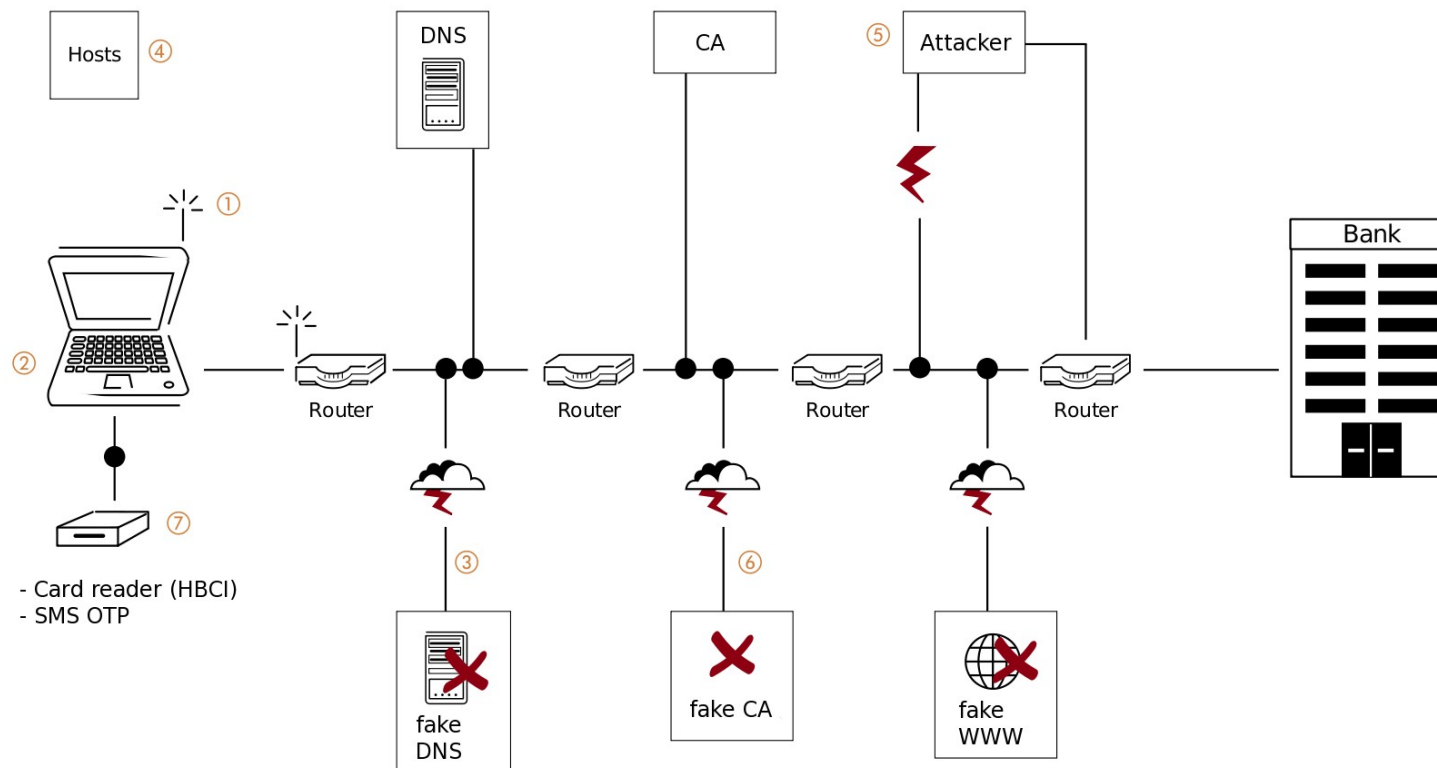 Hosts
④
DNS
CA
⑤
Attacker
①
Bank
②
Router
Router
Router
Router
⑦
- Card reader (HBCI)
- SMS OTP
③
⑥
fake
DNS
fake CA
fake
WWW